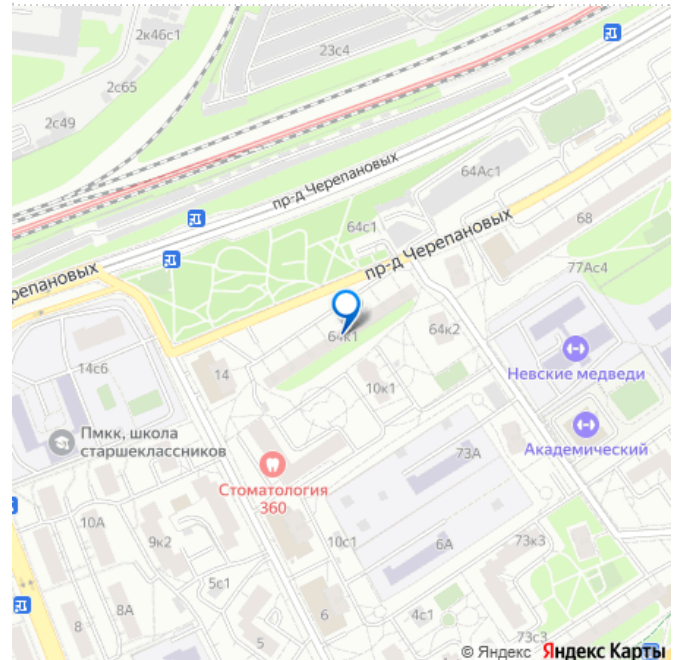 2к46с1
23с4
2с65
2с49
пр-д Черепановых
64Ас1
64с1
68
пр-д Черепановых
77Ас4
ерепановых
64к1
64к2
14с6
14
10к1
Невские медведи
Пмкк, школа
старшеклассников
Академический
73А
Стоматология
360
10А
9к2
10с1
6А
73к3
5с1
8
8А
6
4с1
5
73с3
© Яндекс Яндекс Карты